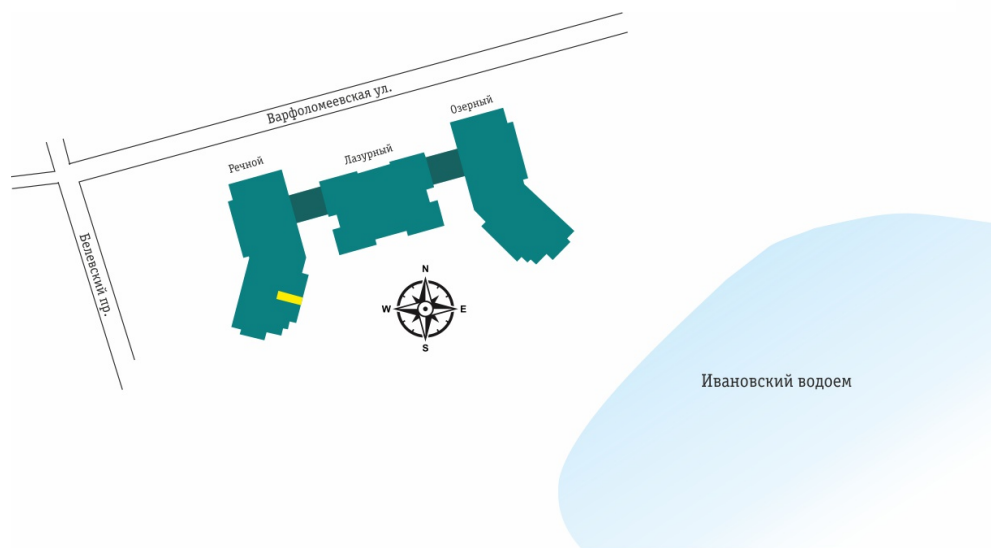 Варфоломеевская ул.
Озерный
Лазурный
Речной
Белевский пр.
N
W
E
S
Ивановский водоем